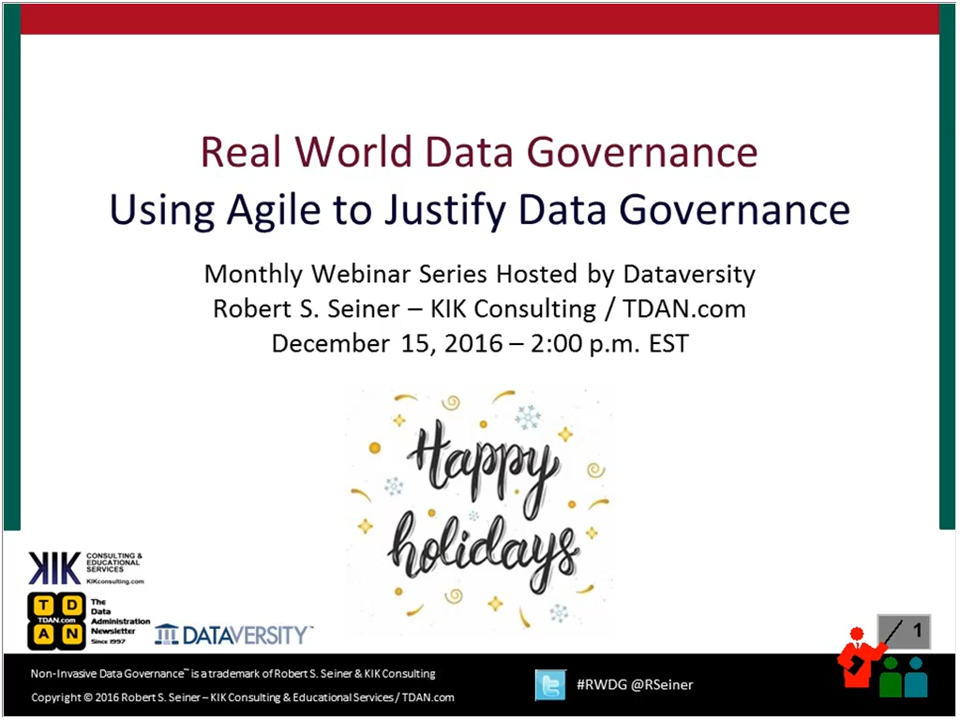 Real World Data Governance
Using Agile to Justify Data Governance
Monthly Webinar Series Hosted by Dataversity
Robert S. Seiner – KIK Consulting / TDAN.com
December 15, 2016 – 2:00 p.m. EST
Happy
holidays
KIK
CONSULTING &
EDUCATIONAL
SERVICES
KIKconsulting.com
T D
TDAN.com
A N
The
Data
Administration
Newsletter
Since 1997
DATAVERSITY™
1
Non-Invasive Data Governance™ is a trademark of Robert S. Seiner & KIK Consulting
Copyright © 2016 Robert S. Seiner – KIK Consulting & Educational Services / TDAN.com
#RWDG @RSeiner